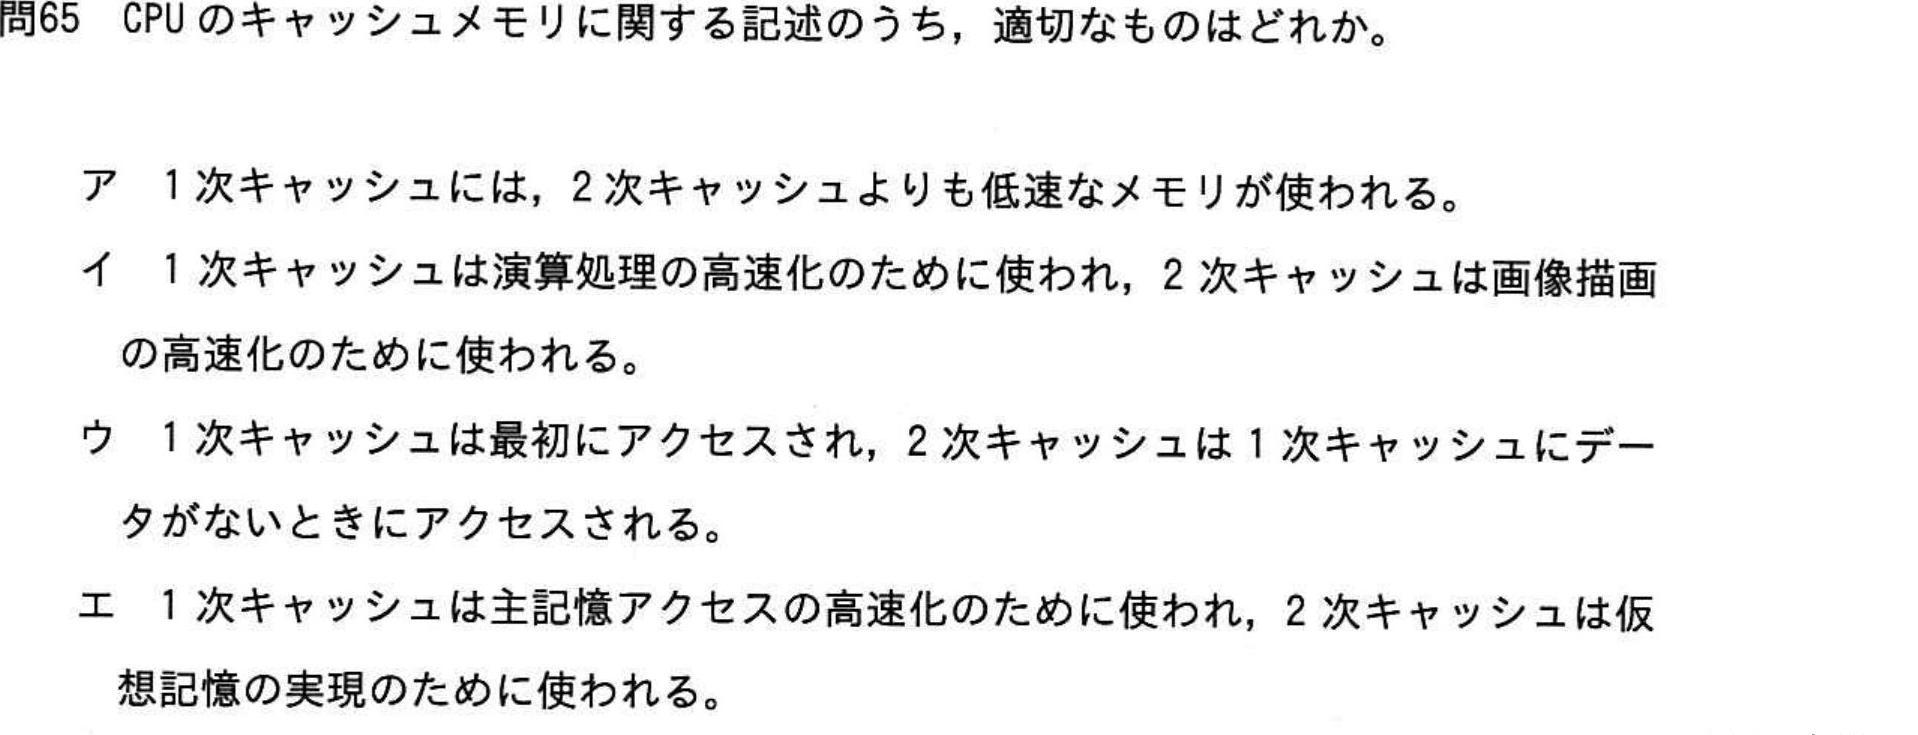 問65　CPUのキャッシュメモリに関する記述のうち，適切なものはどれか。
ア　1次キャッシュには，2次キャッシュよりも低速なメモリが使われる。
イ　1次キャッシュは演算処理の高速化のために使われ，2次キャッシュは画像描画
の高速化のために使われる。
ウ　1次キャッシュは最初にアクセスされ，2次キャッシュは1次キャッシュにデー
タがないときにアクセスされる。
エ　1次キャッシュは主記憶アクセスの高速化のために使われ，2次キャッシュは仮
想記憶の実現のために使われる。